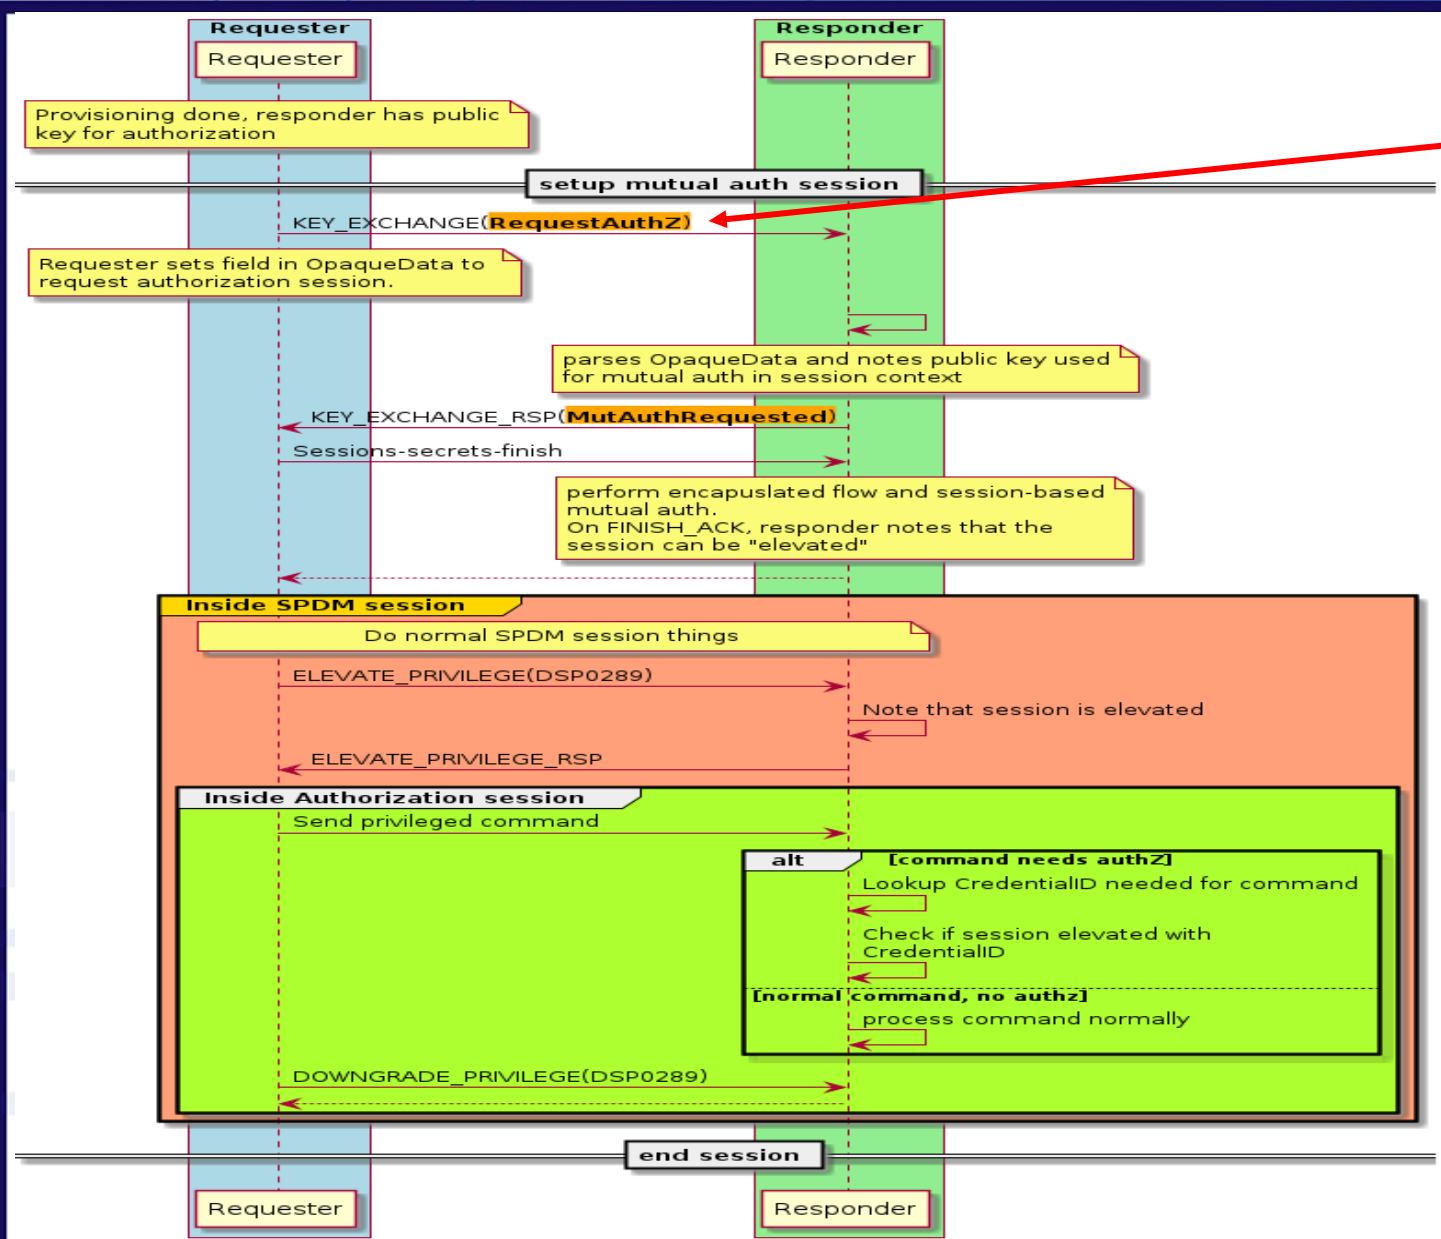 Requester
Responder
Requester
Responder
Provisioning done, responder has public
key for authorization
setup mutual auth session
KEY_EXCHANGE(RequestAuthZ)
Requester sets field in OpaqueData to
request authorization session.
parses OpaqueData and notes public key used
for mutual auth in session context
KEY_EXCHANGE_RSP(MutAuthRequested)
Sessions-secrets-finish
perform encapuslated flow and session-based
mutual auth.
On FINISH_ACK, responder notes that the
session can be "elevated"
Inside SPDM session
Do normal SPDM session things
ELEVATE_PRIVILEGE(DSP0289)
Note that session is elevated
ELEVATE_PRIVILEGE_RSP
Inside Authorization session
Send privileged command
alt
[command needs authZ]
Lookup CredentialID needed for command
Check if session elevated with
CredentialID
[normal command, no authz]
process command normally
DOWNGRADE_PRIVILEGE(DSP0289)
end session
Requester
Responder